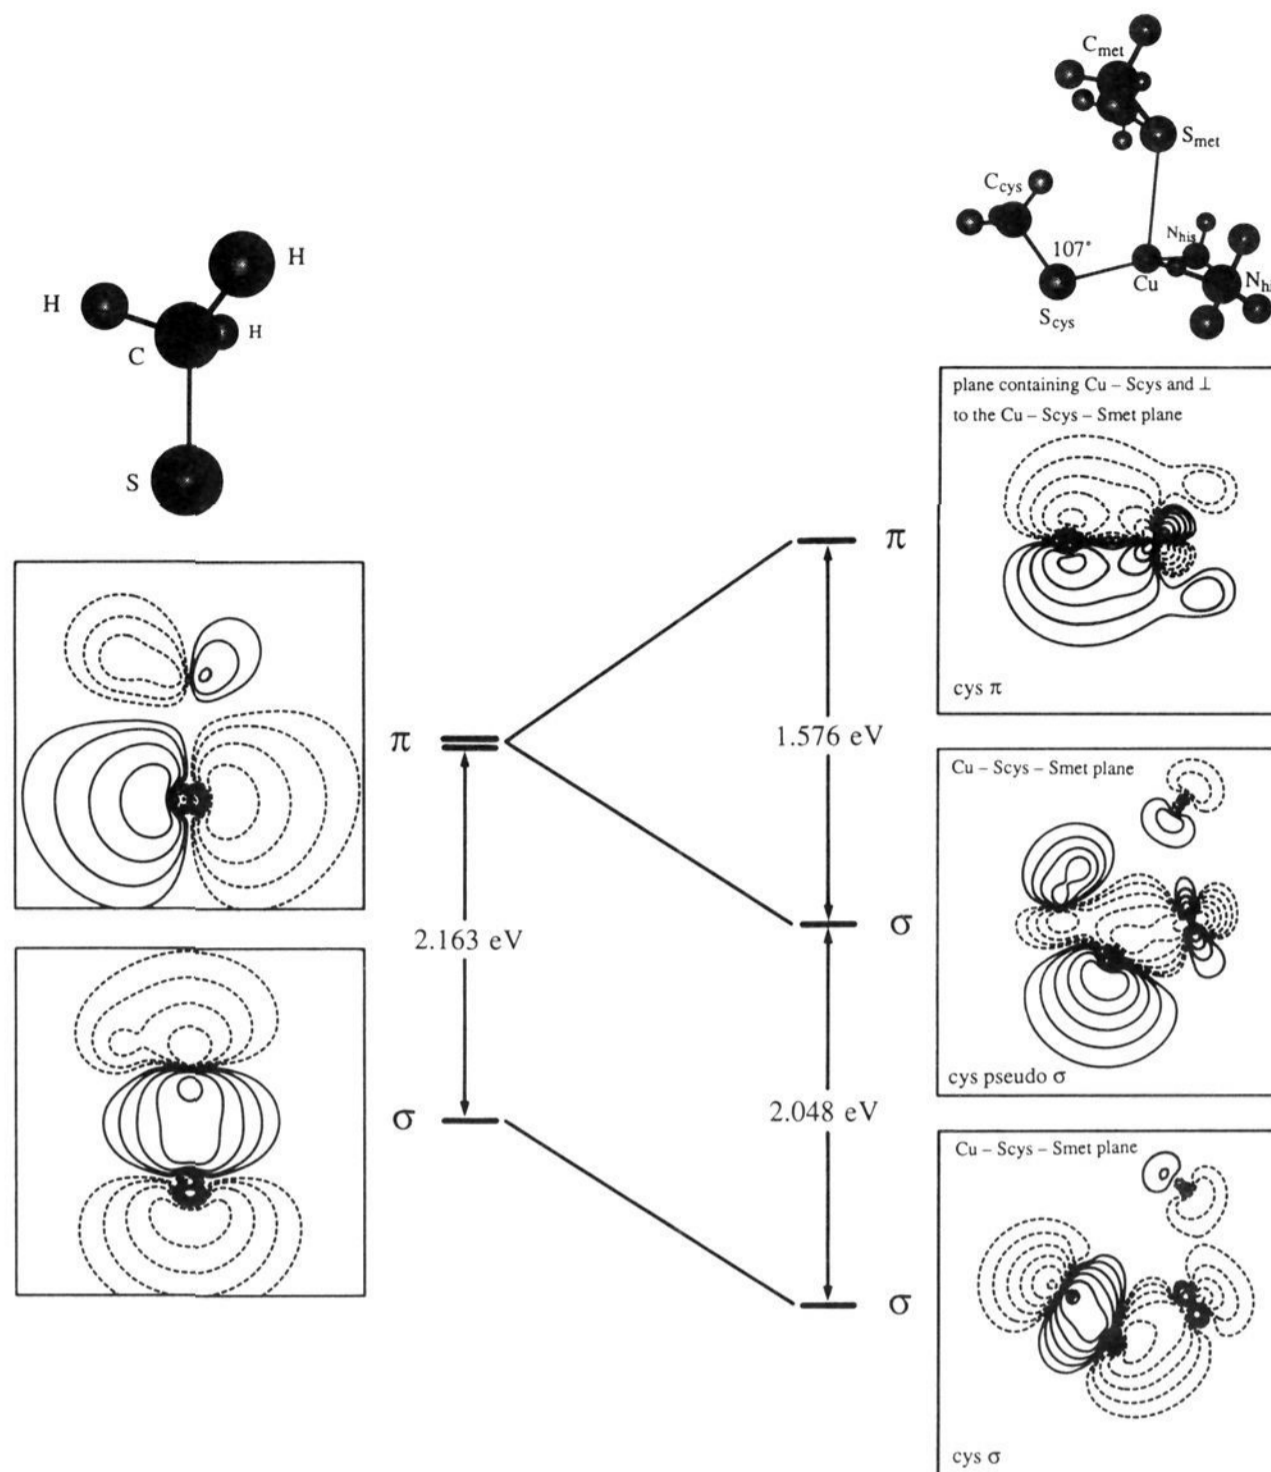 C_met
S_met
C_cys
N_his
107°
Cu
S_cys
H
H
H
C
S
plane containing Cu – Scys and ⊥
to the Cu – Scys – Smet plane
cys π
π
π
1.576 eV
Cu – Scys – Smet plane
cys pseudo σ
σ
2.163 eV
σ
2.048 eV
Cu – Scys – Smet plane
cys σ
σ